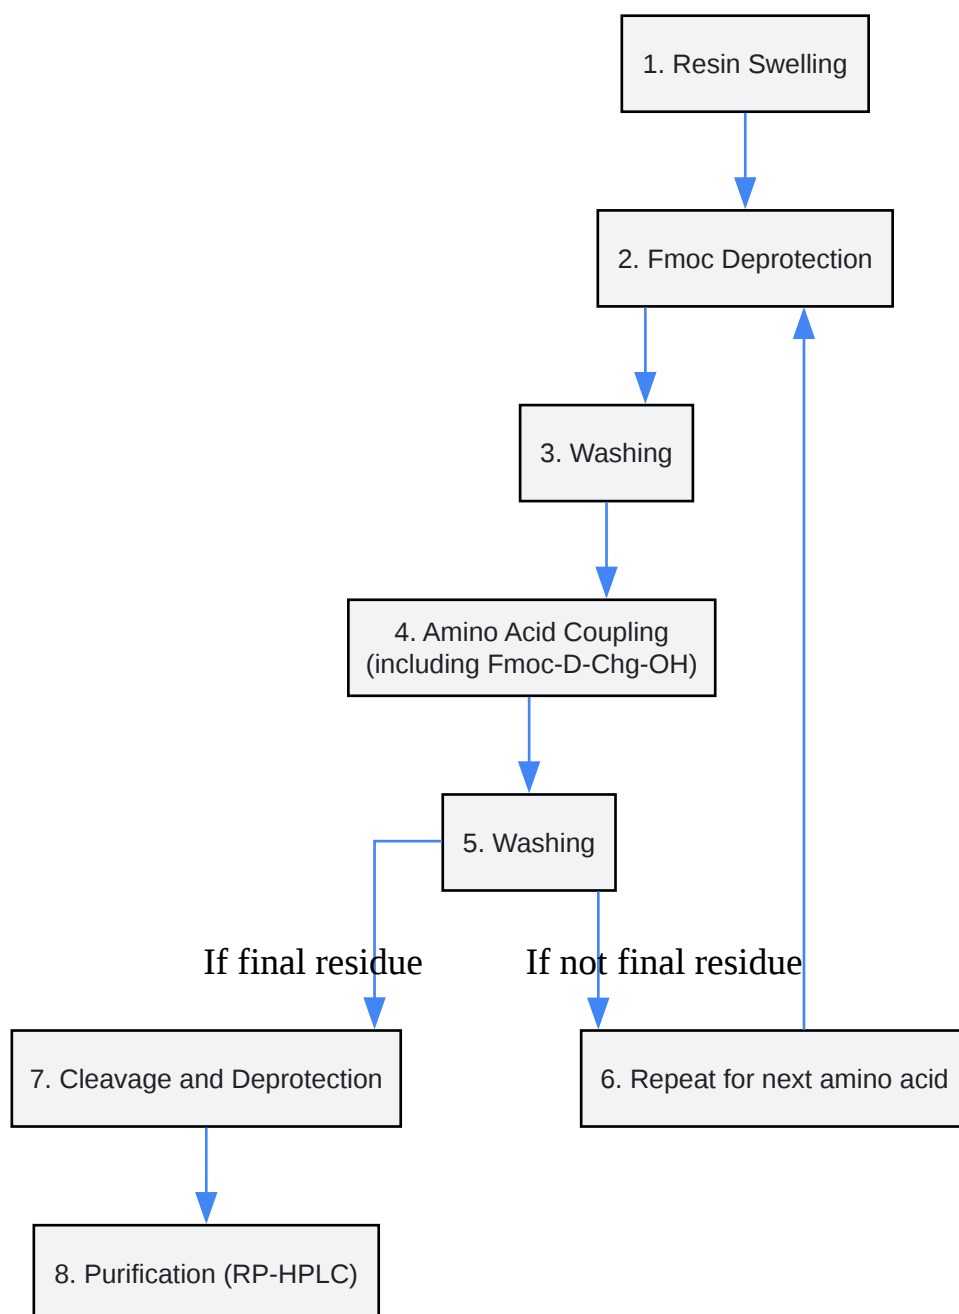 1. Resin Swelling
2. Fmoc Deprotection
3. Washing
4. Amino Acid Coupling
(including Fmoc-D-Chg-OH)
5. Washing
If final residue
If not final residue
7. Cleavage and Deprotection
6. Repeat for next amino acid
8. Purification (RP-HPLC)